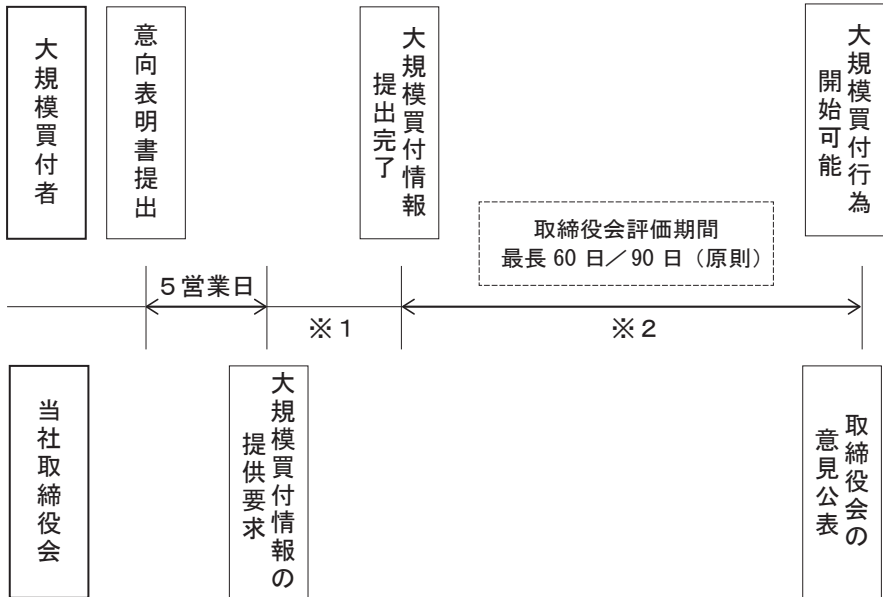 大規模買付者
意向表明書提出
大規模買付情報
提出完了
大規模買付行為
開始可能
取締役会評価期間
最長 60 日／90 日（原則）
５営業日
※１
※２
当社取締役会
大規模買付情報の
提供要求
取締役会の
意見公表